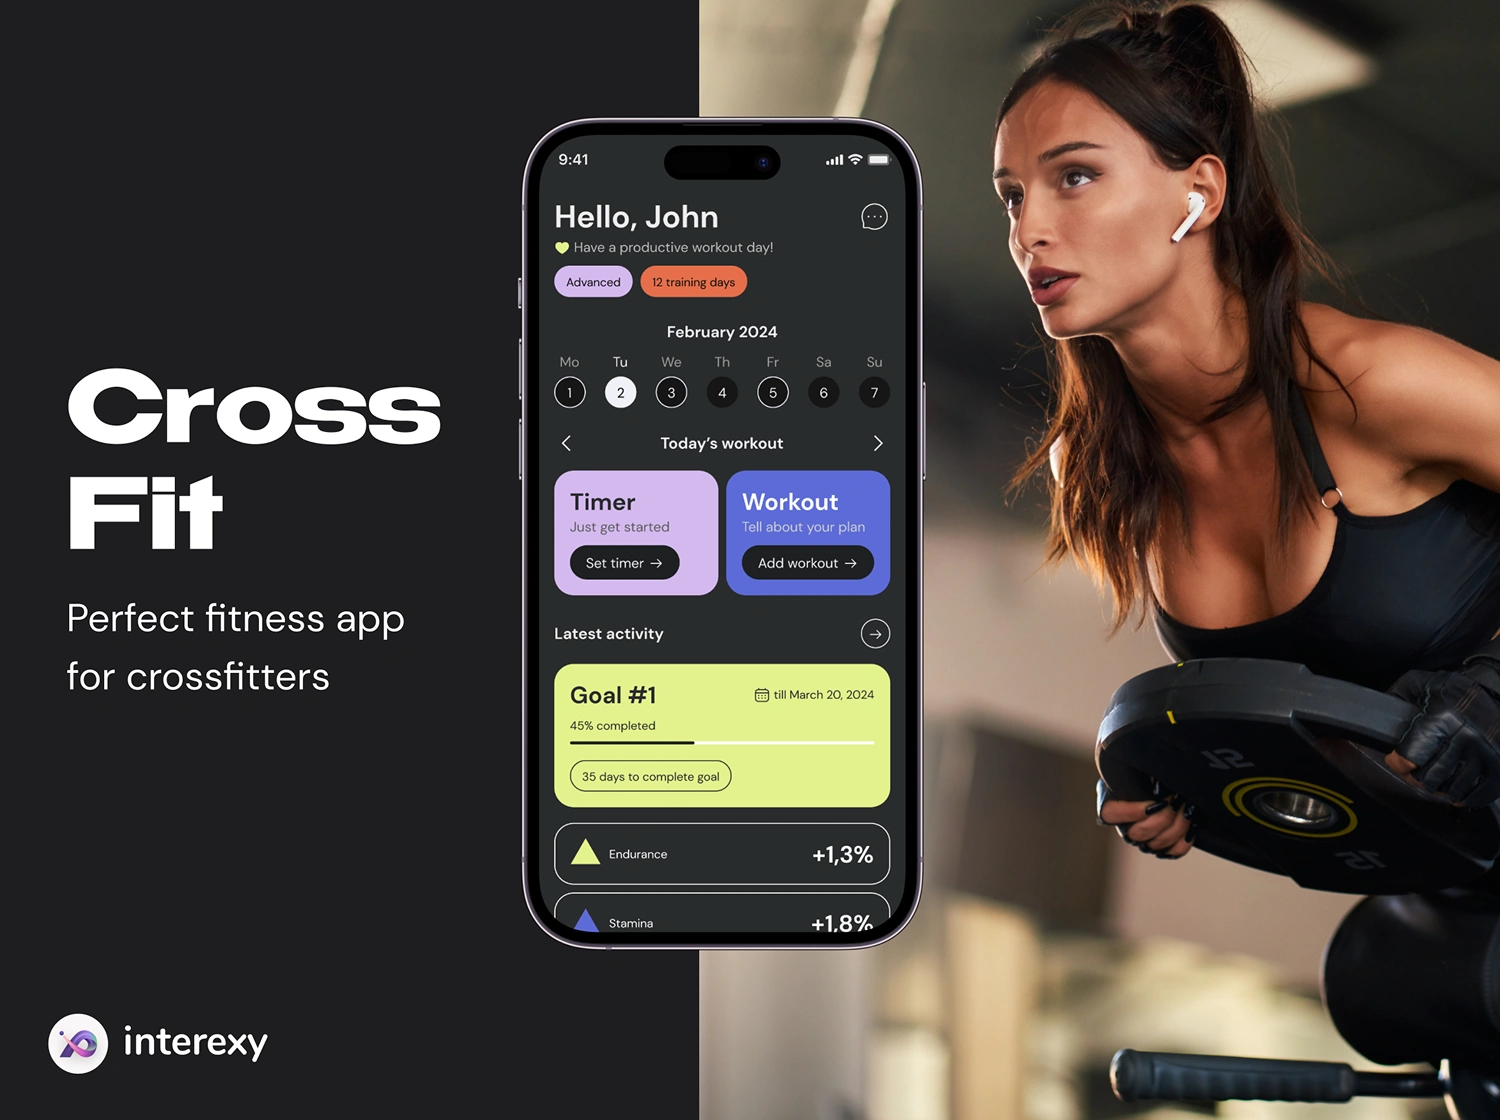 Cross
Fit
Perfect fitness app
for crossfitters
interexy
9:41
Hello, John
Have a productive workout day!
Advanced
12 training days
February 2024
Mo Tu We Th Fr Sa Su
1 2 3 4 5 6 7
Today's workout
Timer
Just get started
Set timer →
Workout
Tell about your plan
Add workout →
Latest activity
Goal #1
till March 20, 2024
45% completed
35 days to complete goal
Endurance
+1,3%
Stamina
+1,8%